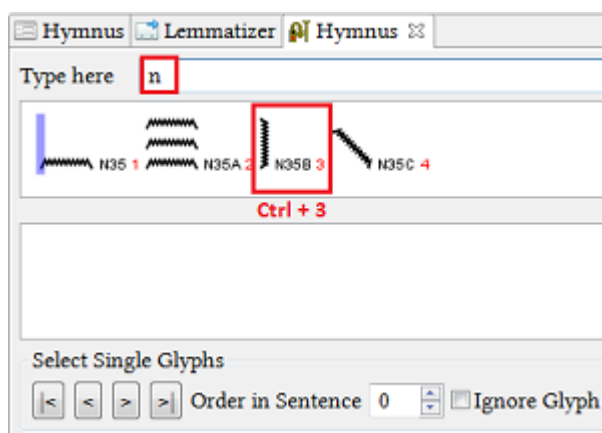 Hymnus Lemmatizer Hymnus
Type here n
N35 1 N35A 2 N35B 3 N35C 4
Ctrl + 3
Select Single Glyphs
|< < > >| Order in Sentence 0 Ignore Glyph